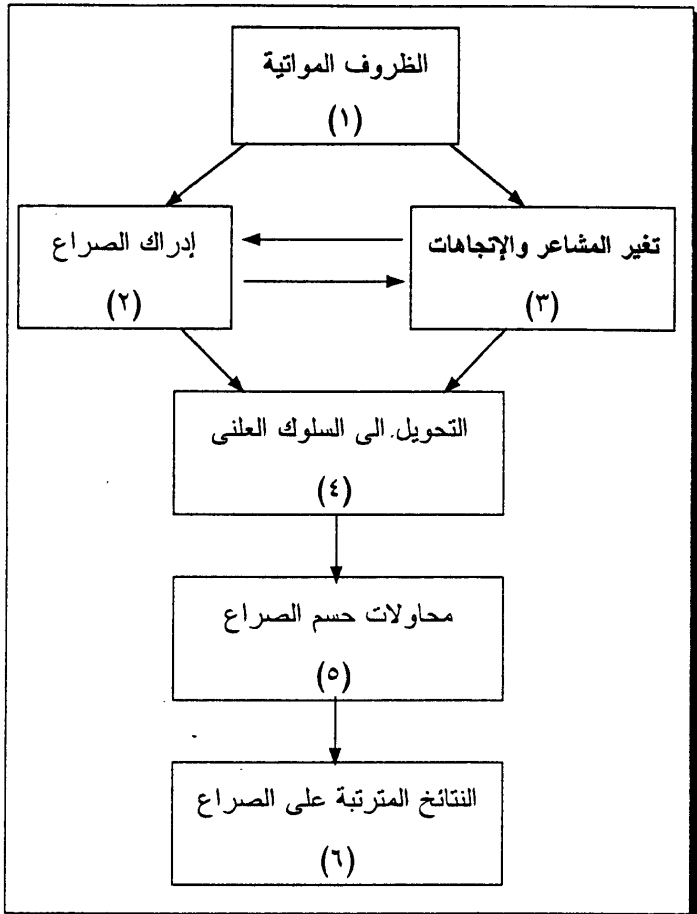 الظروف المواتية
(١)
إدراك الصراع
(٢)
تغير المشاعر والإتجاهات
(٣)
التحويل الى السلوك العلنى
(٤)
محاولات حسم الصراع
(٥)
النتائخ المترتبة على الصراع
(٦)